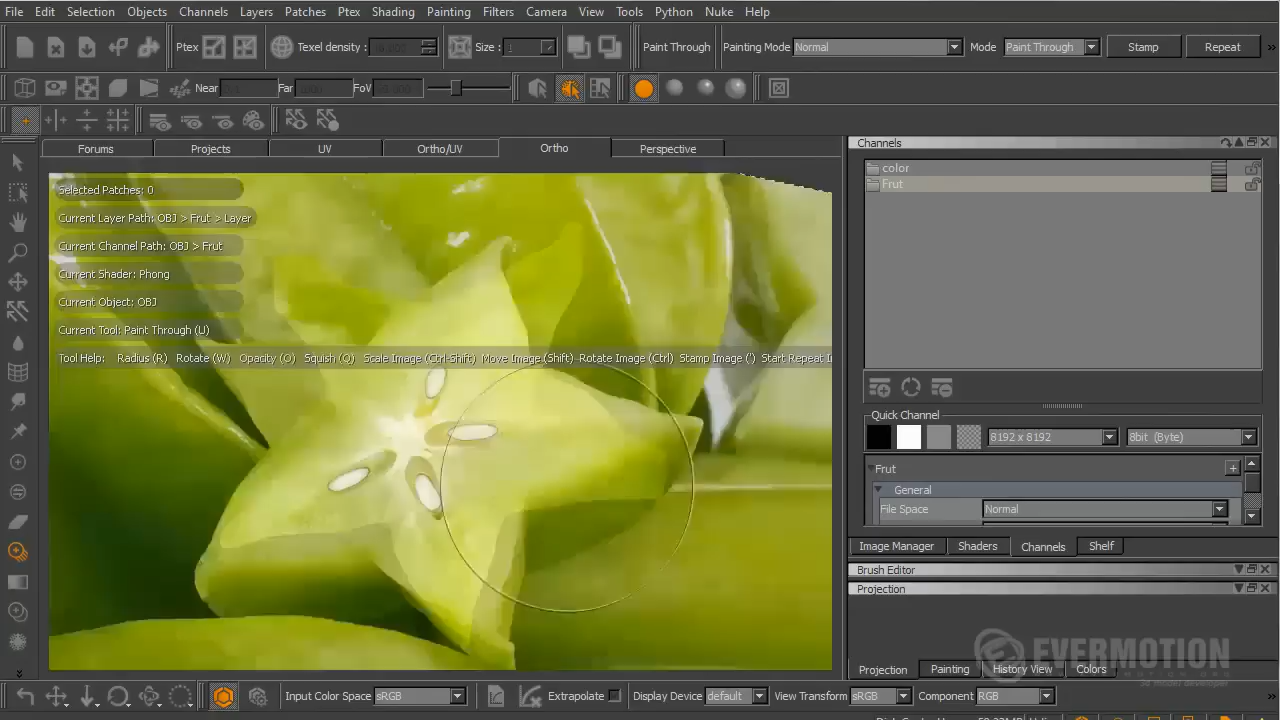 File Edit Selection Objects Channels Layers Patches Ptex Shading Painting Filters Camera View Tools Python Nuke Help
Ptex Texel density: Size : 1 Paint Through Painting Mode Normal Mode Paint Through Stamp Repeat »
Near Far FoV
Forums Projects UV Ortho/UV Ortho Perspective
Channels
color
Frut
Selected Patches: 0
Current Layer Path: OBJ > Frut > Layer
Current Channel Path: OBJ > Frut
Current Shader: Phong
Current Object: OBJ
Current Tool: Paint Through (U)
Tool Help: Radius (R) Rotate (W) Opacity (O) Squish (Q) Scale Image (Ctrl-Shift) Move Image (Shift) Rotate Image (Ctrl) Stamp Image (') Start Repeat
Quick Channel
8192 x 8192 8bit (Byte)
Frut +
General
File Space Normal
Image Manager Shaders Channels Shelf
Brush Editor
Projection
EVERMOTION
Projection Painting History View Colors
Input Color Space sRGB Extrapolate Display Device default View Transform sRGB Component RGB »